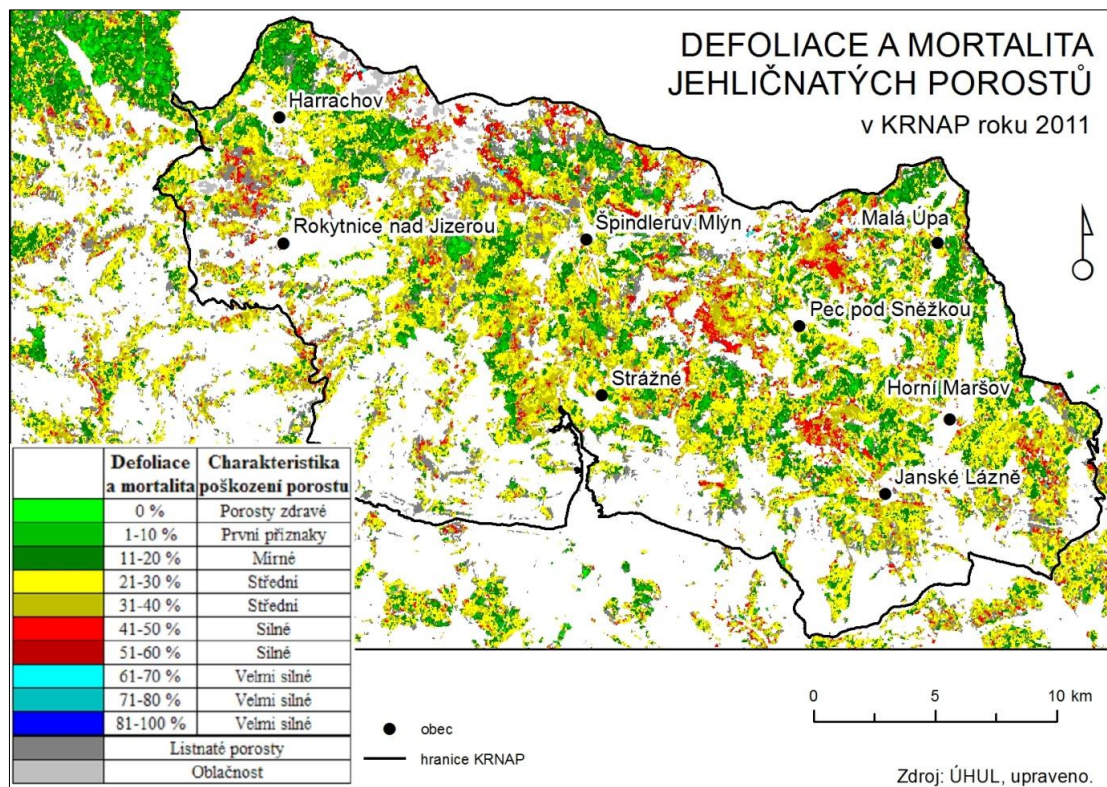 DEFOLIACE A MORTALITA
JEHLIČNATÝCH POROSTŮ
v KRNAP roku 2011
Harrachov
Rokytnice nad Jizerou
Špindlerův Mlýn
Malá Úpa
Pec pod Sněžkou
Strážné
Horní Maršov
Janské Lázně
Defoliace a mortalita
Charakteristika poškození porostu
0 % Porosty zdravé
1-10 % První příznaky
11-20 % Mírné
21-30 % Střední
31-40 % Střední
41-50 % Silné
51-60 % Silné
61-70 % Velmi silné
71-80 % Velmi silné
81-100 % Velmi silné
Listnaté porosty
Oblačnost
obec
hranice KRNAP
0 5 10 km
Zdroj: ÚHUL, upraveno.